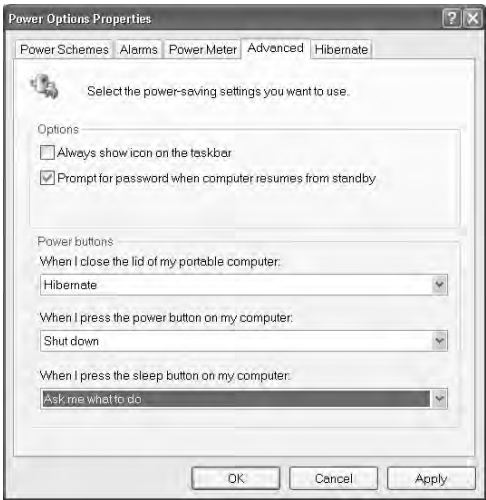 Power Options Properties
Power Schemes Alarms Power Meter Advanced Hibernate
Select the power-saving settings you want to use.
Options
Always show icon on the taskbar
Prompt for password when computer resumes from standby
Power buttons
When I close the lid of my portable computer:
Hibernate
When I press the power button on my computer:
Shut down
When I press the sleep button on my computer:
Ask me what to do
OK Cancel Apply